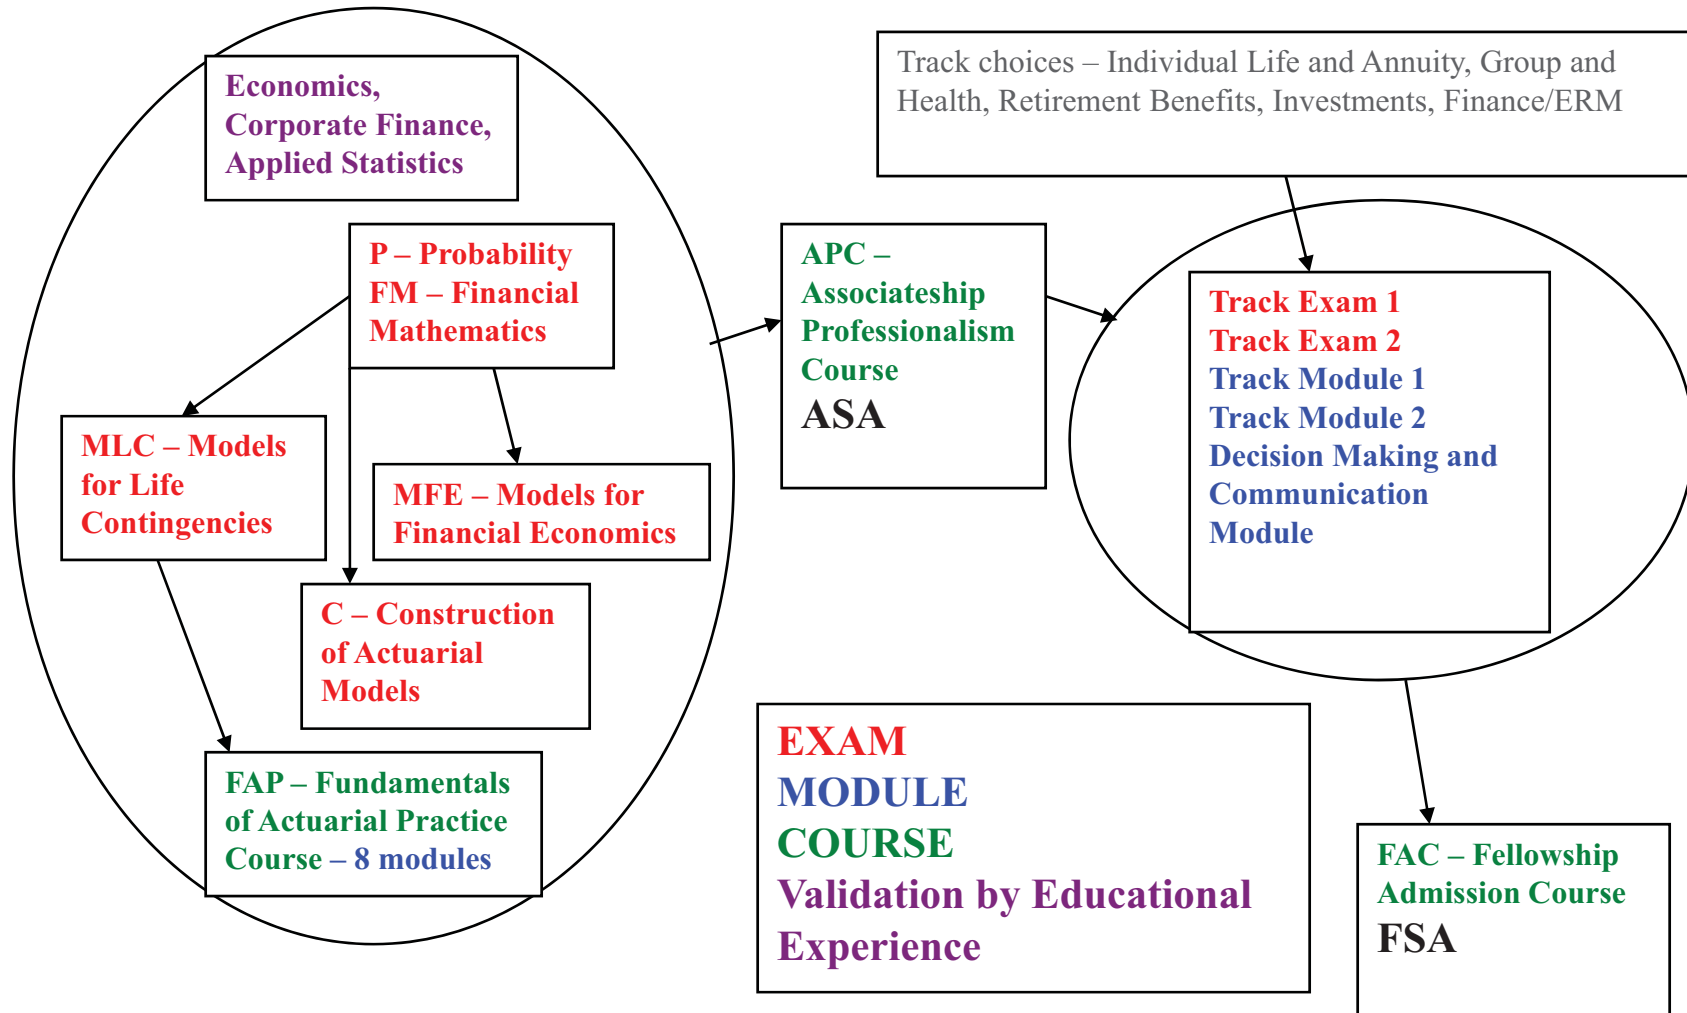 Economics,
Corporate Finance,
Applied Statistics
P – Probability
FM – Financial
Mathematics
MLC – Models
for Life
Contingencies
MFE – Models for
Financial Economics
C – Construction
of Actuarial
Models
FAP – Fundamentals
of Actuarial Practice
Course – 8 modules
APC –
Associateship
Professionalism
Course
ASA
Track choices – Individual Life and Annuity, Group and
Health, Retirement Benefits, Investments, Finance/ERM
Track Exam 1
Track Exam 2
Track Module 1
Track Module 2
Decision Making and
Communication
Module
EXAM
MODULE
COURSE
Validation by Educational
Experience
FAC – Fellowship
Admission Course
FSA